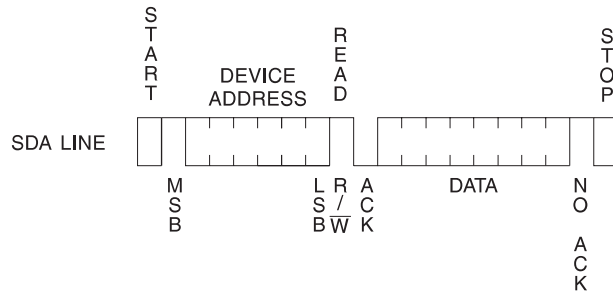 START
DEVICE
ADDRESS
READ
STOP
SDA LINE
MSB
LSB
R/W
ACK
DATA
NO ACK